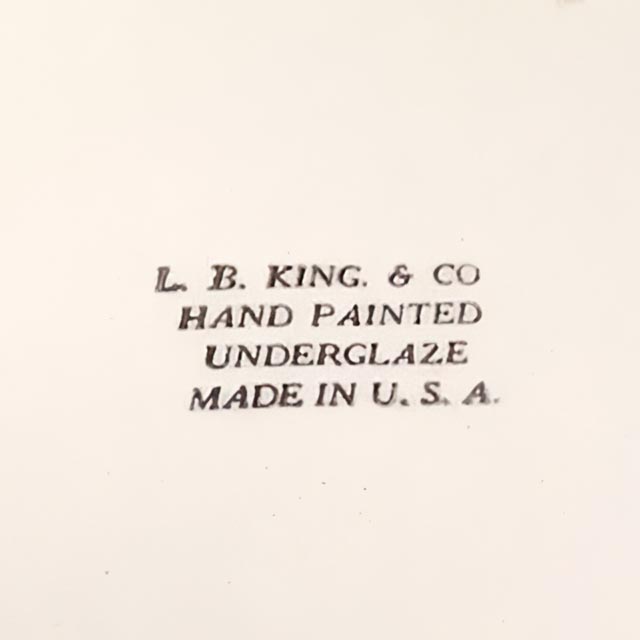 L. B. KING. & CO
HAND PAINTED
UNDERGLAZE
MADE IN U. S. A.